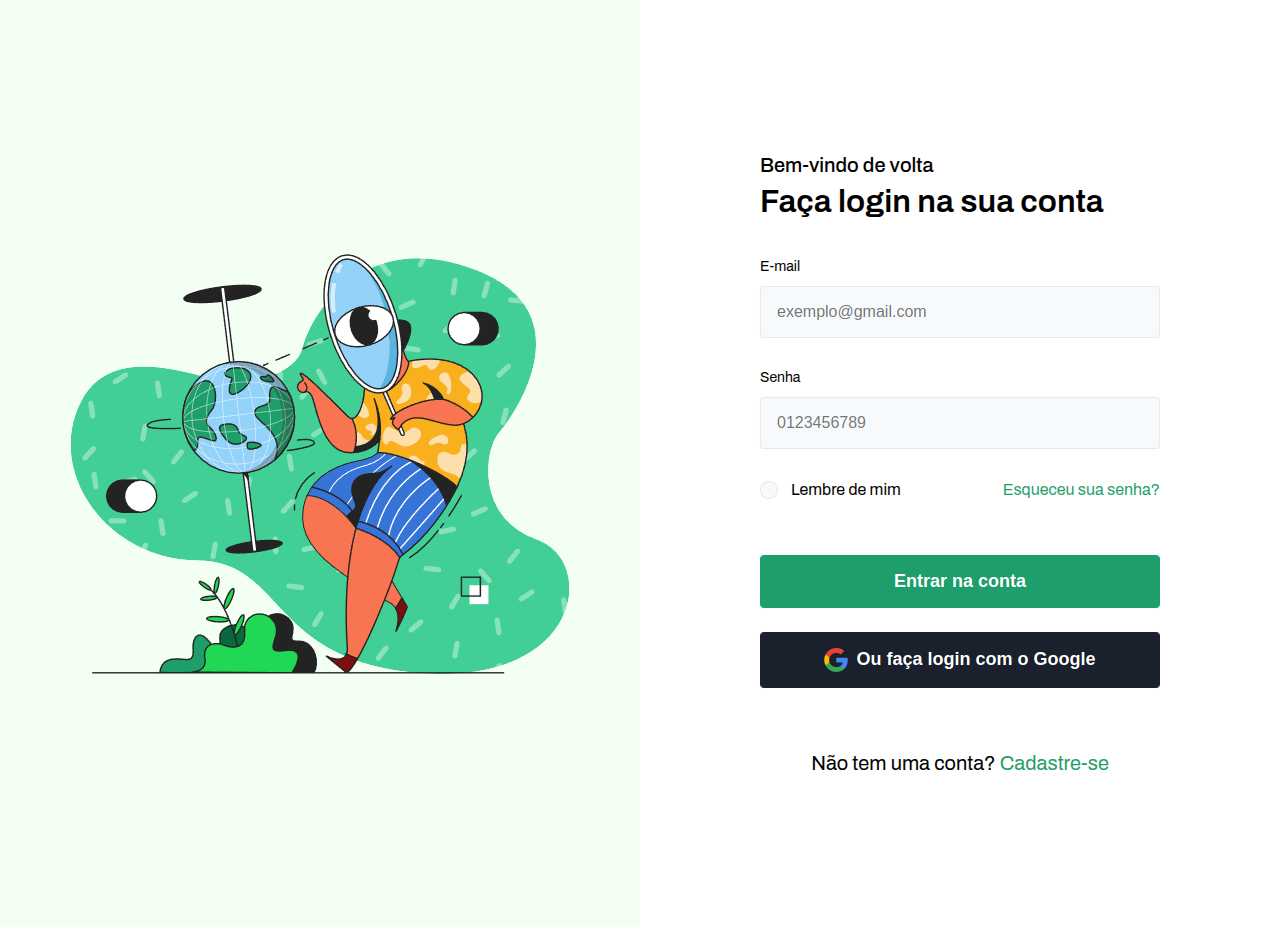 Bem-vindo de volta
Faça login na sua conta
E-mail
exemplo@gmail.com
Senha
0123456789
Lembre de mim Esqueceu sua senha?
Entrar na conta
Ou faça login com o Google
Não tem uma conta? Cadastre-se